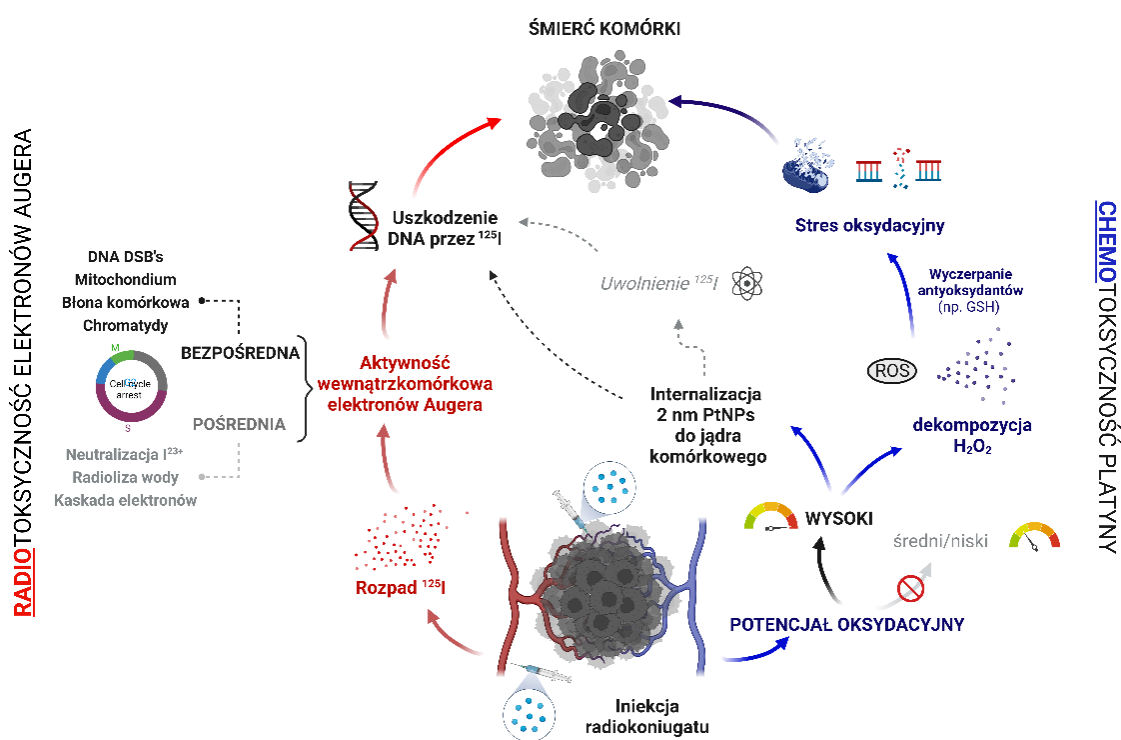 ŚMIERĆ KOMÓRKI
RADIOTOKSYCZNOŚĆ ELEKTRONÓW AUGERA
Uszkodzenie
DNA przez ¹²⁵I
Uwolnienie ¹²⁵I
Stres oksydacyjny
CHEMOTOKSYCZNOŚĆ PLATYNY
DNA DSB's
Mitochondium
Błona komórkowa
Chromatydy
BEZPOŚREDNA
M
G2
Cell cycle
arrest
S
POŚREDNIA
Neutralizacja I²³⁺
Radioliza wody
Kaskada elektronów
Aktywność
wewnątrzkomórkowa
elektronów Augera
Internalizacja
2 nm PtNPs
do jądra
komórkowego
Wyczerpanie
antyoksydantów
(np. GSH)
ROS
dekompozycja
H₂O₂
WYSOKI
średni/niski
Rozpad ¹²⁵I
POTENCJAŁ OKSYDACYJNY
Iniekcja
radiokoniugatu